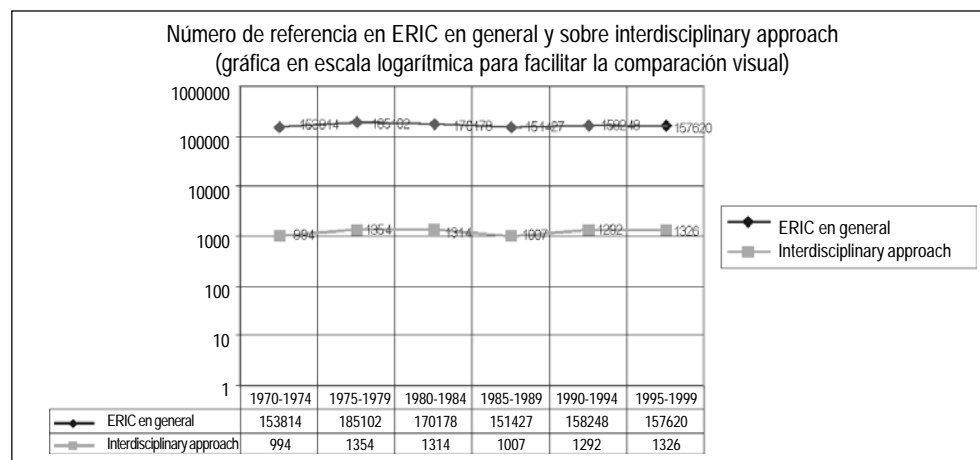 Número de referencia en ERIC en general y sobre interdisciplinary approach
(gráfica en escala logarítmica para facilitar la comparación visual)
1000000
153814 185102 170178 151427 158248 157620
100000
10000
994 1354 1314 1007 1292 1326
1000
100
10
1
ERIC en general
Interdisciplinary approach
1970-1974 1975-1979 1980-1984 1985-1989 1990-1994 1995-1999
ERIC en general 153814 185102 170178 151427 158248 157620
Interdisciplinary approach 994 1354 1314 1007 1292 1326